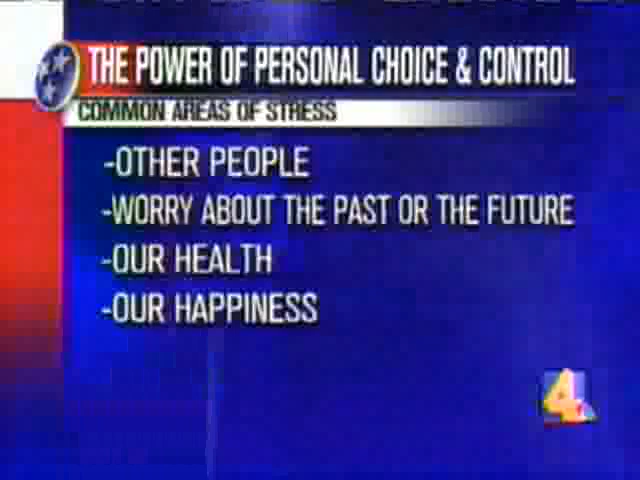 THE POWER OF PERSONAL CHOICE & CONTROL
COMMON AREAS OF STRESS
-OTHER PEOPLE
-WORRY ABOUT THE PAST OR THE FUTURE
-OUR HEALTH
-OUR HAPPINESS
4